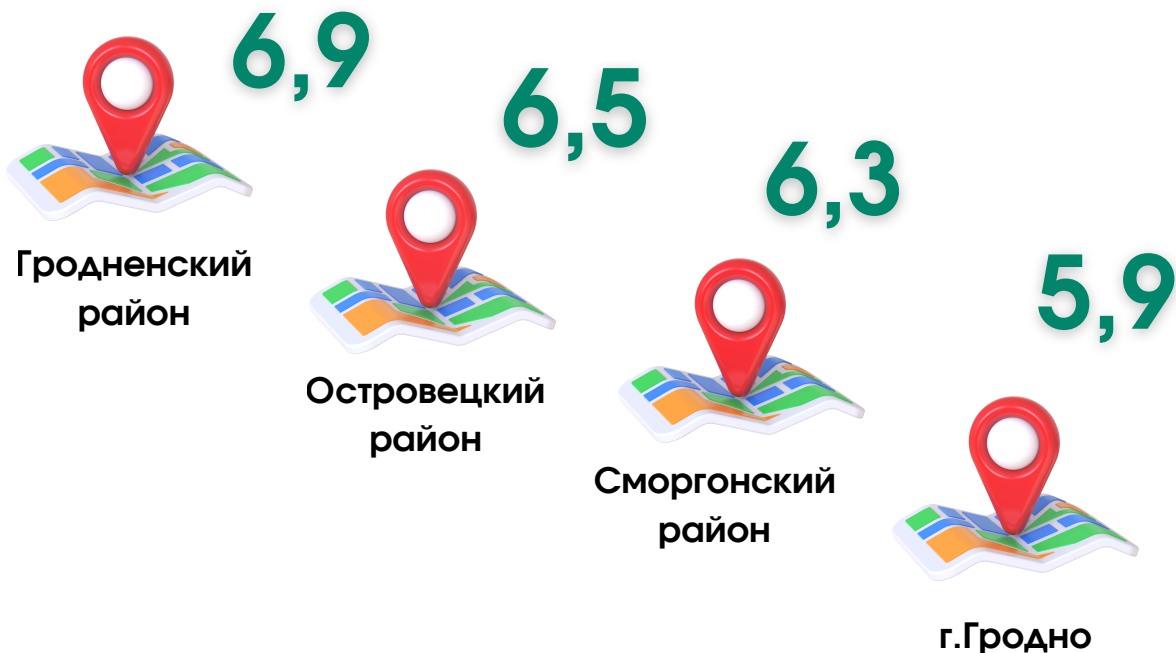 6,9
Гродненский
район
6,5
Островецкий
район
6,3
Сморгонский
район
5,9
г.Гродно